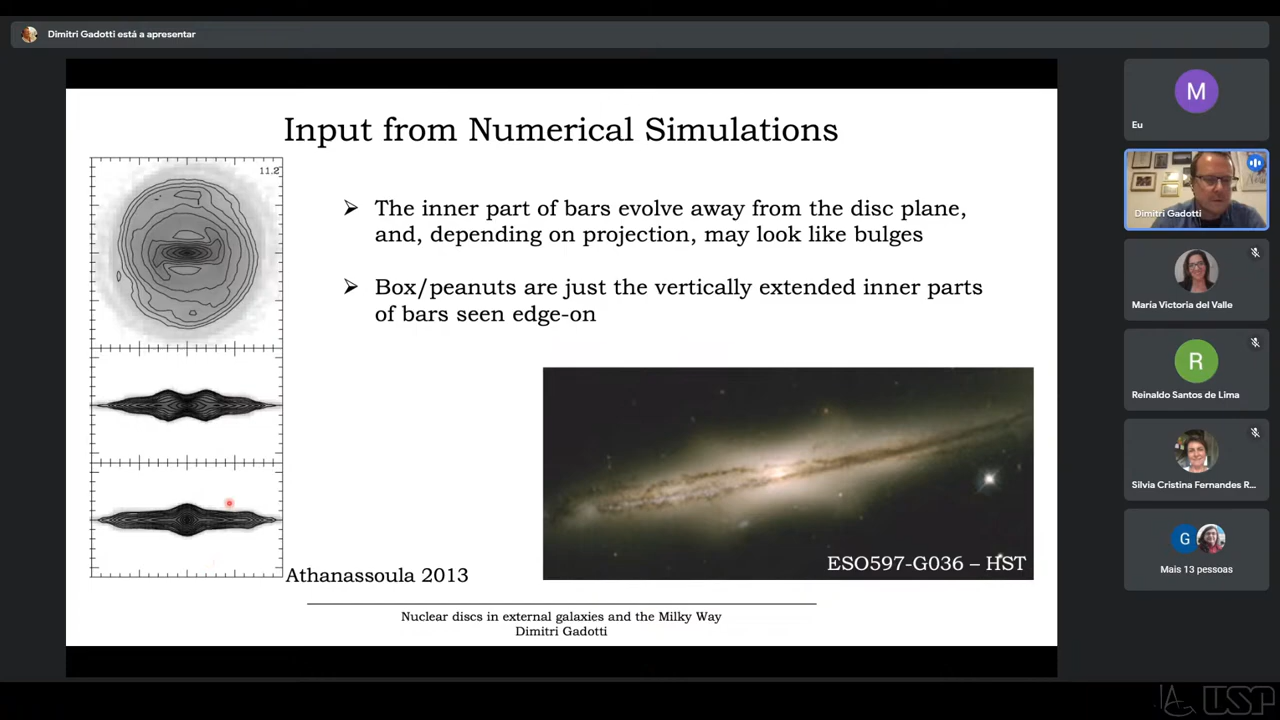 Dimitri Gadotti está a apresentar
Input from Numerical Simulations
11.2
➢ The inner part of bars evolve away from the disc plane,
and, depending on projection, may look like bulges
➢ Box/peanuts are just the vertically extended inner parts
of bars seen edge-on
ESO597-G036 – HST
Athanassoula 2013
Nuclear discs in external galaxies and the Milky Way
Dimitri Gadotti
M
Eu
Dimitri Gadotti
María Victoria del Valle
R
Reinaldo Santos de Lima
Silvia Cristina Fernandes R...
G
Mais 13 pessoas
USP